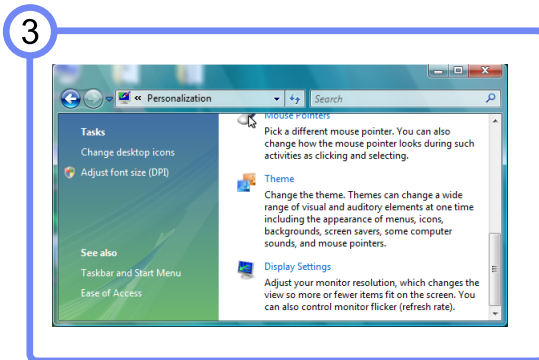 3
« Personalization
Search
Tasks
Change desktop icons
Adjust font size (DPI)
See also
Taskbar and Start Menu
Ease of Access
Mouse Pointers
Pick a different mouse pointer. You can also
change how the mouse pointer looks during such
activities as clicking and selecting.
Theme
Change the theme. Themes can change a wide
range of visual and auditory elements at one time
including the appearance of menus, icons,
backgrounds, screen savers, some computer
sounds, and mouse pointers.
Display Settings
Adjust your monitor resolution, which changes the
view so more or fewer items fit on the screen. You
can also control monitor flicker (refresh rate).